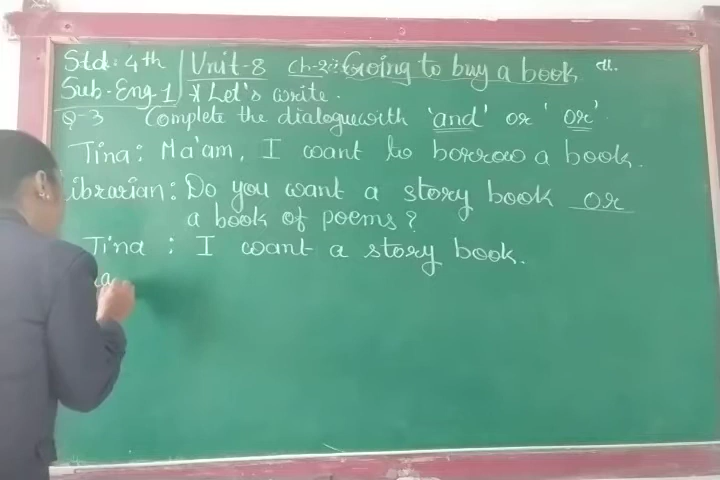 Std: 4th Unit-8 Ch-2: Going to buy a book
Sub-Eng.1 * Let's write.
Q-3 Complete the dialogue with 'and' or 'or'.
Tina: Ma'am, I want to borrow a book.
ibrarian: Do you want a story book or
a book of poems?
Tina : I want a story book.